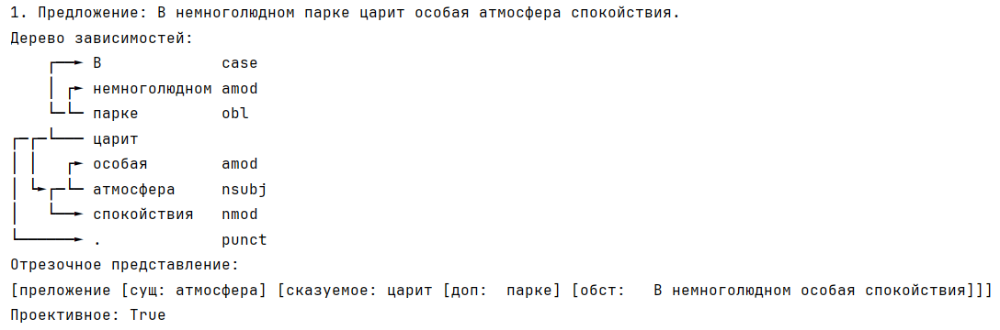 1. Предложение: В немноголюдном парке царит особая атмосфера спокойствия.
Дерево зависимостей:
В case
немноголюдном amod
парке obl
царит
особая amod
атмосфера nsubj
спокойствия nmod
. punct
Отрезочное представление:
[преложение [сущ: атмосфера] [сказуемое: царит [доп:  парке] [обст:   В немноголюдном особая спокойствия]]]
Проективное: True